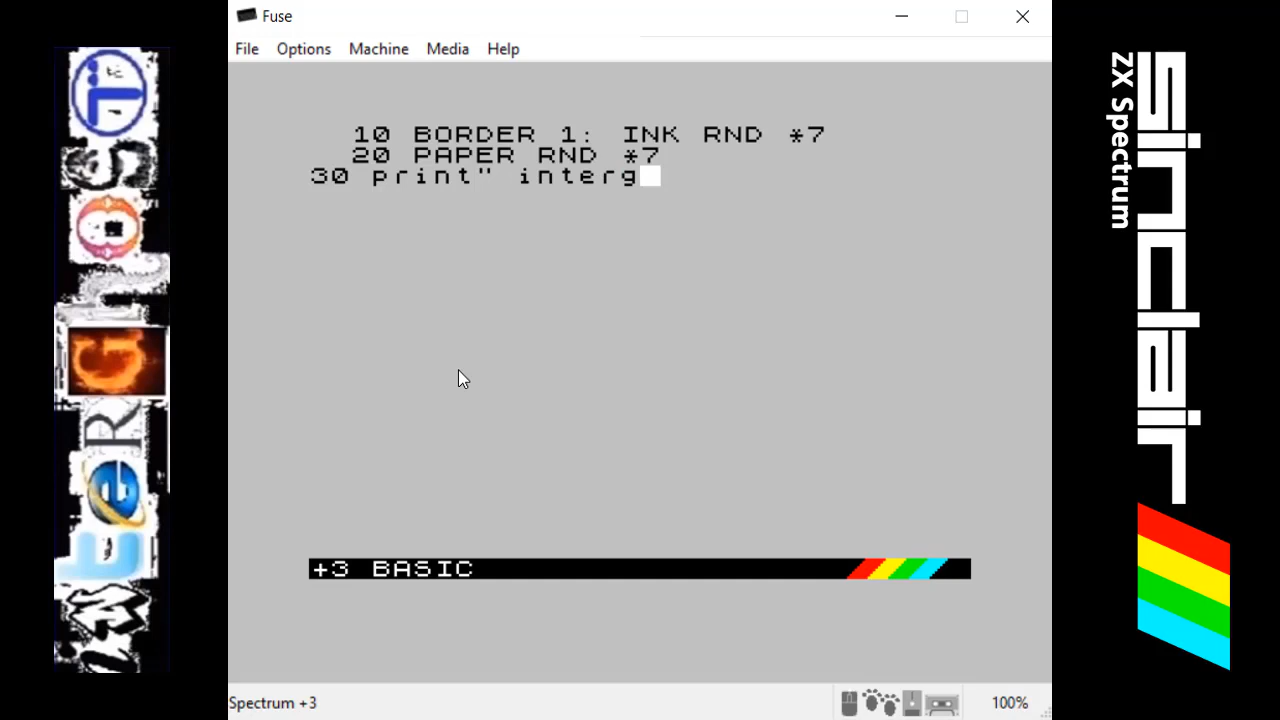 Fuse
File Options Machine Media Help
10 BORDER 1: INK RND *7
20 PAPER RND *7
30 print" interg
+3 BASIC
Spectrum +3
100%
inTerGhosT
sinclair
ZX Spectrum